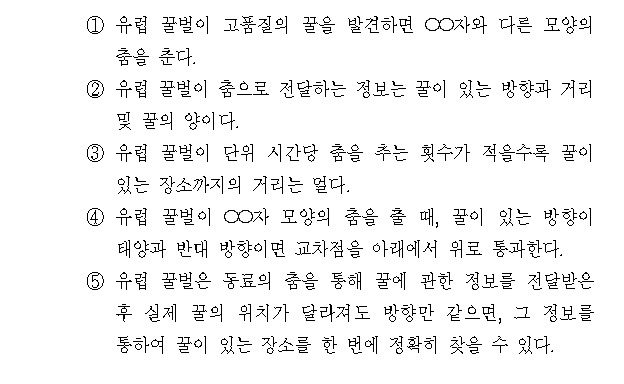 ① 유럽 꿀벌이 고품질의 꿀을 발견하면 ○○자와 다른 모양의
춤을 춘다.
② 유럽 꿀벌이 춤으로 전달하는 정보는 꿀이 있는 방향과 거리
및 꿀의 양이다.
③ 유럽 꿀벌이 단위 시간당 춤을 추는 횟수가 적을수록 꿀이
있는 장소까지의 거리는 멀다.
④ 유럽 꿀벌이 ○○자 모양의 춤을 출 때, 꿀이 있는 방향이
태양과 반대 방향이면 교차점을 아래에서 위로 통과한다.
⑤ 유럽 꿀벌은 동료의 춤을 통해 꿀에 관한 정보를 전달받은
후 실제 꿀의 위치가 달라져도 방향만 같으면, 그 정보를
통하여 꿀이 있는 장소를 한 번에 정확히 찾을 수 있다.